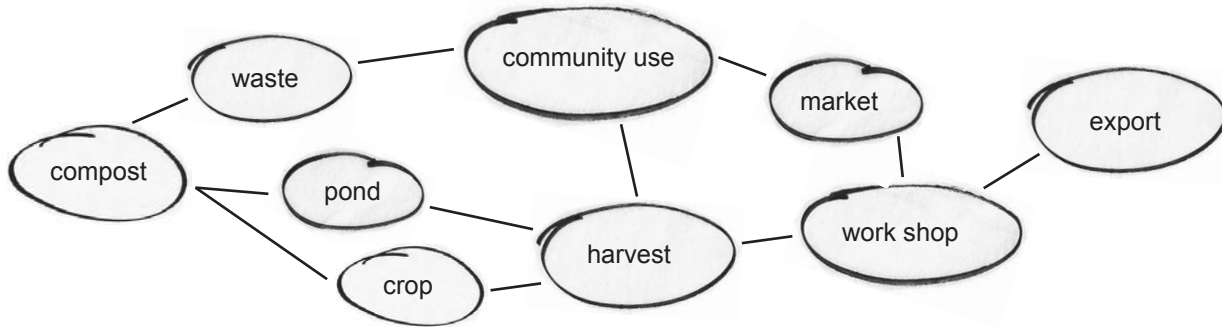 community use
waste
market
export
compost
pond
work shop
harvest
crop